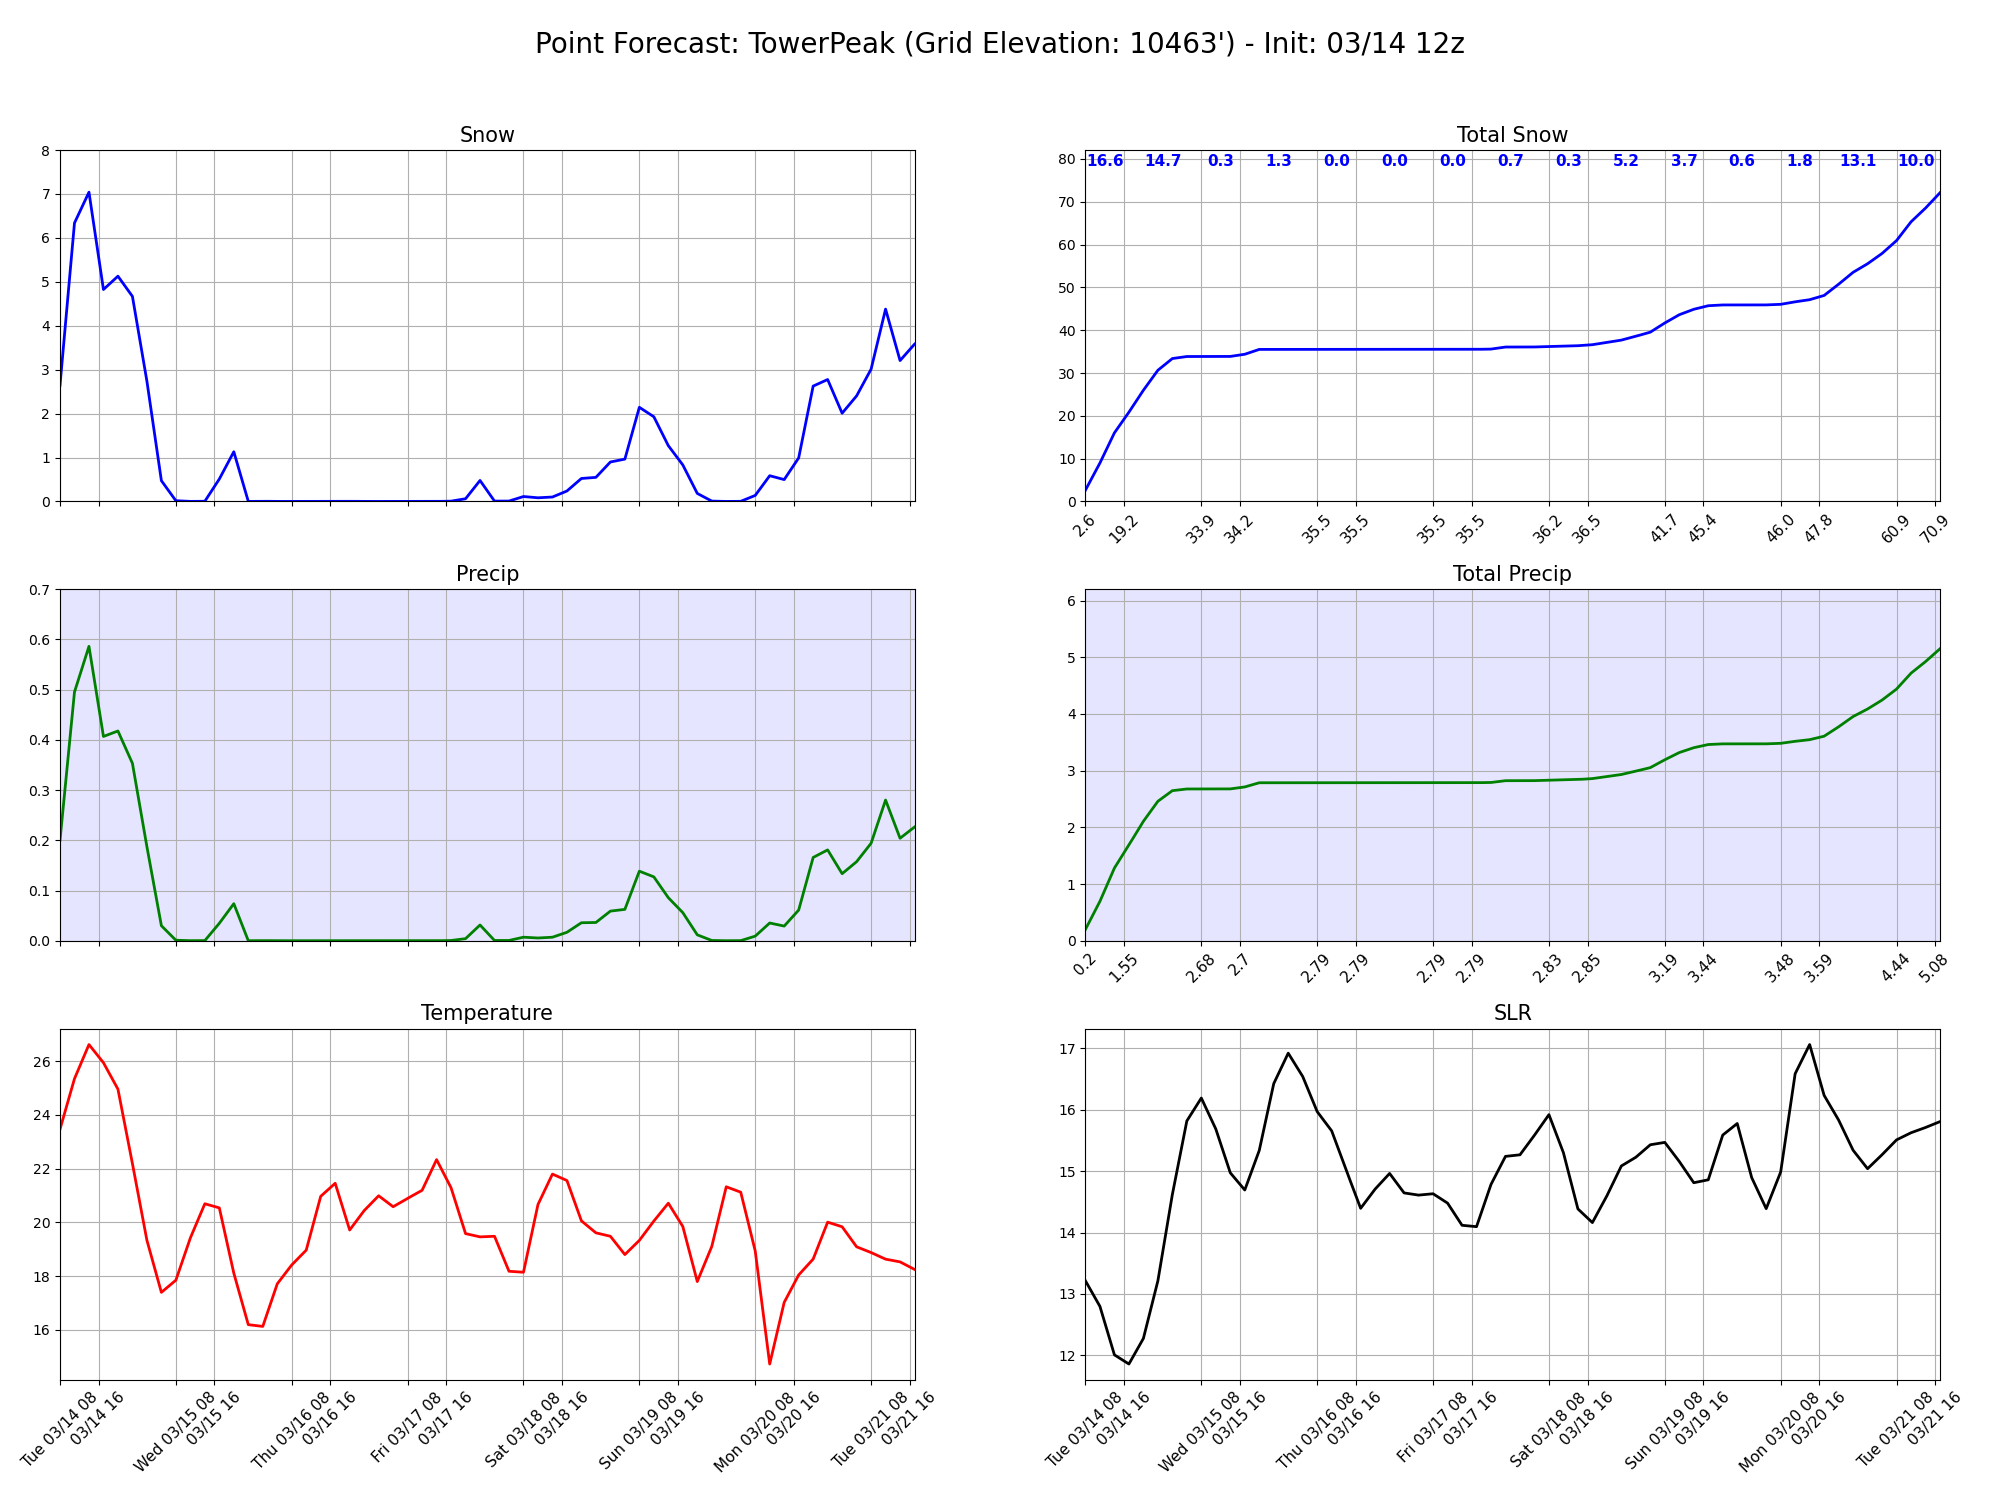 Point Forecast: TowerPeak (Grid Elevation: 10463') - Init: 03/14 12z
Snow
8
7
6
5
4
3
2
1
0
Total Snow
16.6 14.7 0.3 1.3 0.0 0.0 0.0 0.7 0.3 5.2 3.7 0.6 1.8 13.1 10.0
80
70
60
50
40
30
20
10
0
2.6 19.2 33.9 34.2 35.5 35.5 35.5 35.5 36.2 36.5 41.7 45.4 46.0 47.8 60.9 70.9
Precip
0.7
0.6
0.5
0.4
0.3
0.2
0.1
0.0
Total Precip
6
5
4
3
2
1
0
0.2 1.55 2.68 2.7 2.79 2.79 2.79 2.79 2.83 2.85 3.19 3.44 3.48 3.59 4.44 5.08
Temperature
26
24
22
20
18
16
Tue 03/14 08
03/14 16
Wed 03/15 08
03/15 16
Thu 03/16 08
03/16 16
Fri 03/17 08
03/17 16
Sat 03/18 08
03/18 16
Sun 03/19 08
03/19 16
Mon 03/20 08
03/20 16
Tue 03/21 08
03/21 16
SLR
17
16
15
14
13
12
Tue 03/14 08
03/14 16
Wed 03/15 08
03/15 16
Thu 03/16 08
03/16 16
Fri 03/17 08
03/17 16
Sat 03/18 08
03/18 16
Sun 03/19 08
03/19 16
Mon 03/20 08
03/20 16
Tue 03/21 08
03/21 16